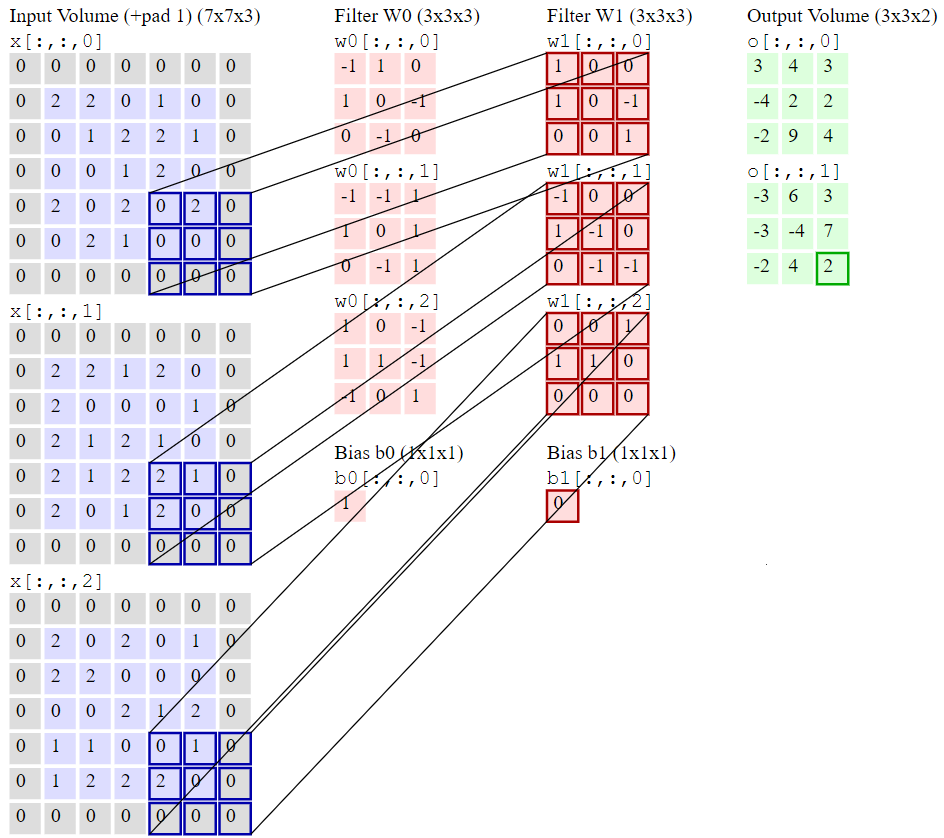 Input Volume (+pad 1) (7x7x3)
x[:,:,0]
0 0 0 0 0 0 0
0 2 2 0 1 0 0
0 0 1 2 2 1 0
0 0 0 1 2 0 0
0 2 0 2 0 2 0
0 0 2 1 0 0 0
0 0 0 0 0 0 0
x[:,:,1]
0 0 0 0 0 0 0
0 2 2 1 2 0 0
0 2 0 0 0 1 0
0 2 1 2 1 0 0
0 2 1 2 2 1 0
0 2 0 1 2 0 0
0 0 0 0 0 0 0
x[:,:,2]
0 0 0 0 0 0 0
0 2 0 2 0 1 0
0 2 2 0 0 0 0
0 0 0 2 1 2 0
0 1 1 0 0 1 0
0 1 2 2 2 0 0
0 0 0 0 0 0 0
Filter W0 (3x3x3)
w0[:,:,0]
-1 1 0
1 0 -1
0 -1 0
w0[:,:,1]
-1 -1 1
1 0 1
0 -1 1
w0[:,:,2]
1 0 -1
1 1 -1
-1 0 1
Bias b0 (1x1x1)
b0[:,:,0]
1
Filter W1 (3x3x3)
w1[:,:,0]
1 0 0
1 0 -1
0 0 1
w1[:,:,1]
-1 0 0
1 -1 0
0 -1 -1
w1[:,:,2]
0 0 1
1 1 0
0 0 0
Bias b1 (1x1x1)
b1[:,:,0]
0
Output Volume (3x3x2)
o[:,:,0]
3 4 3
-4 2 2
-2 9 4
o[:,:,1]
-3 6 3
-3 -4 7
-2 4 2